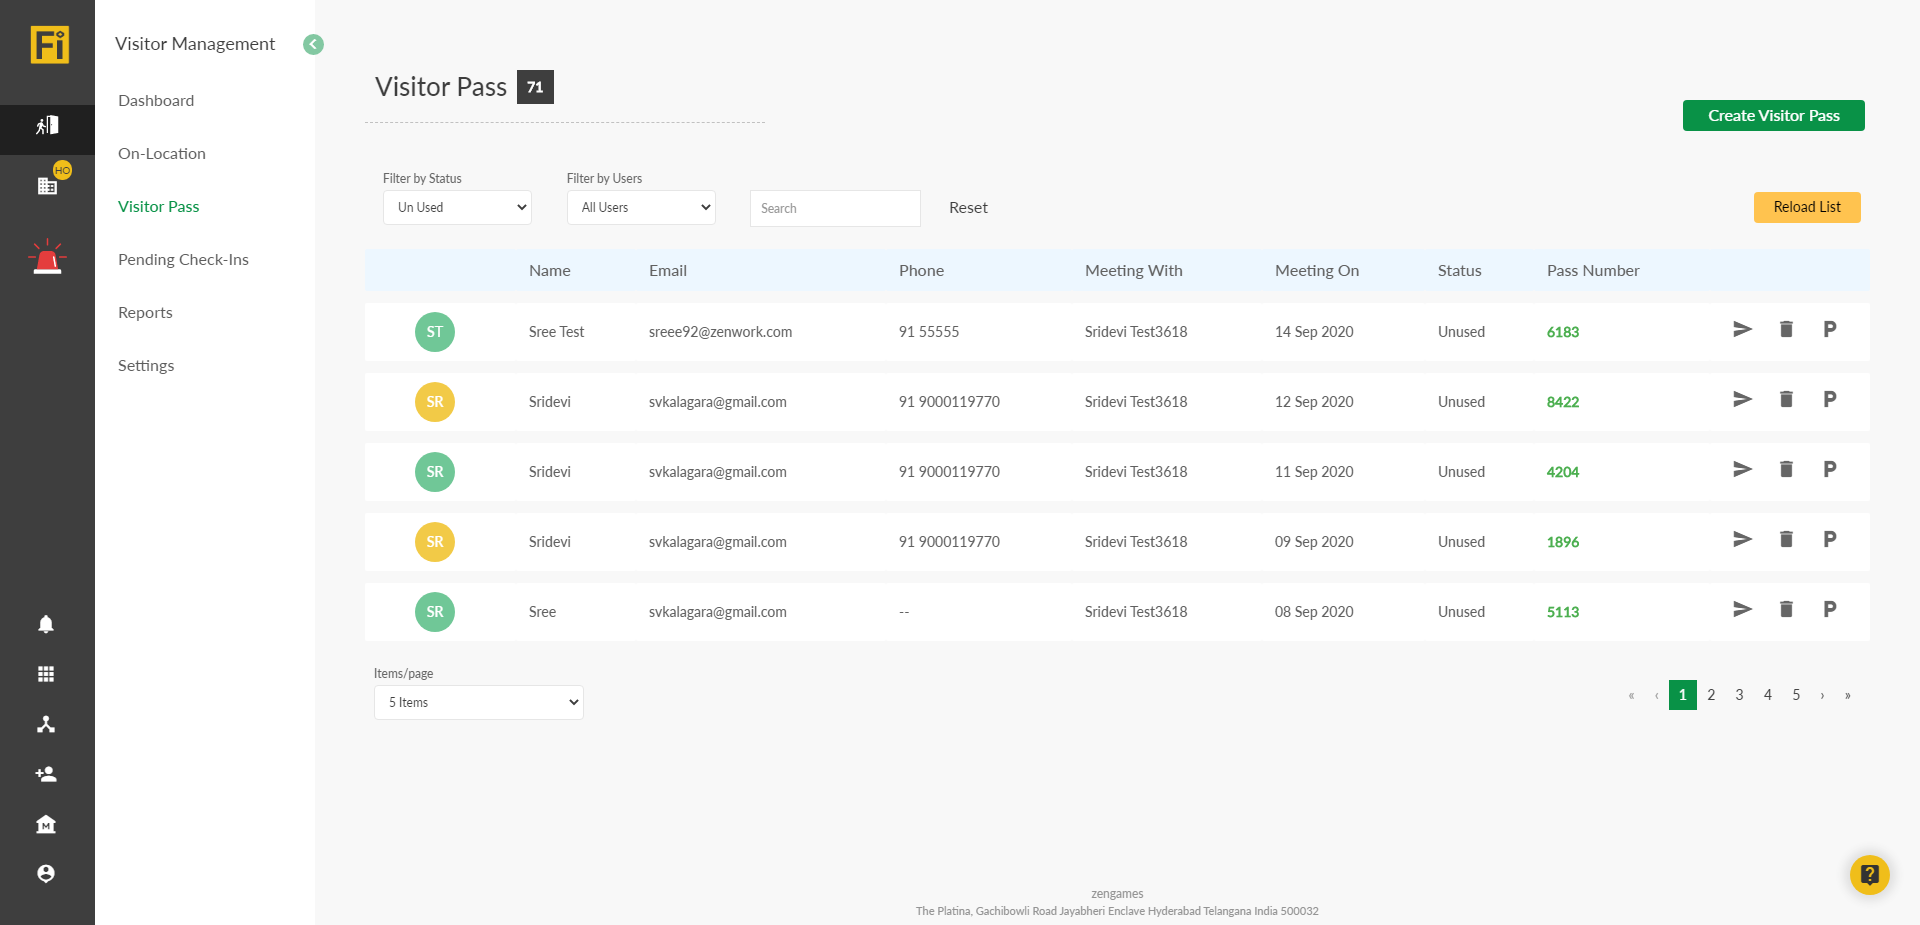 Fi
Visitor Management
Dashboard
On-Location
Visitor Pass
Pending Check-Ins
Reports
Settings
HO
M
Visitor Pass 71
Create Visitor Pass
Filter by Status
Un Used
Filter by Users
All Users
Search
Reset
Reload List
Name Email Phone Meeting With Meeting On Status Pass Number
ST Sree Test sreee92@zenwork.com 91 55555 Sridevi Test3618 14 Sep 2020 Unused 6183 P
SR Sridevi svkalagara@gmail.com 91 9000119770 Sridevi Test3618 12 Sep 2020 Unused 8422 P
SR Sridevi svkalagara@gmail.com 91 9000119770 Sridevi Test3618 11 Sep 2020 Unused 4204 P
SR Sridevi svkalagara@gmail.com 91 9000119770 Sridevi Test3618 09 Sep 2020 Unused 1896 P
SR Sree svkalagara@gmail.com -- Sridevi Test3618 08 Sep 2020 Unused 5113 P
Items/page
5 Items
« ‹ 1 2 3 4 5 › »
?
zengames
The Platina, Gachibowli Road Jayabheri Enclave Hyderabad Telangana India 500032